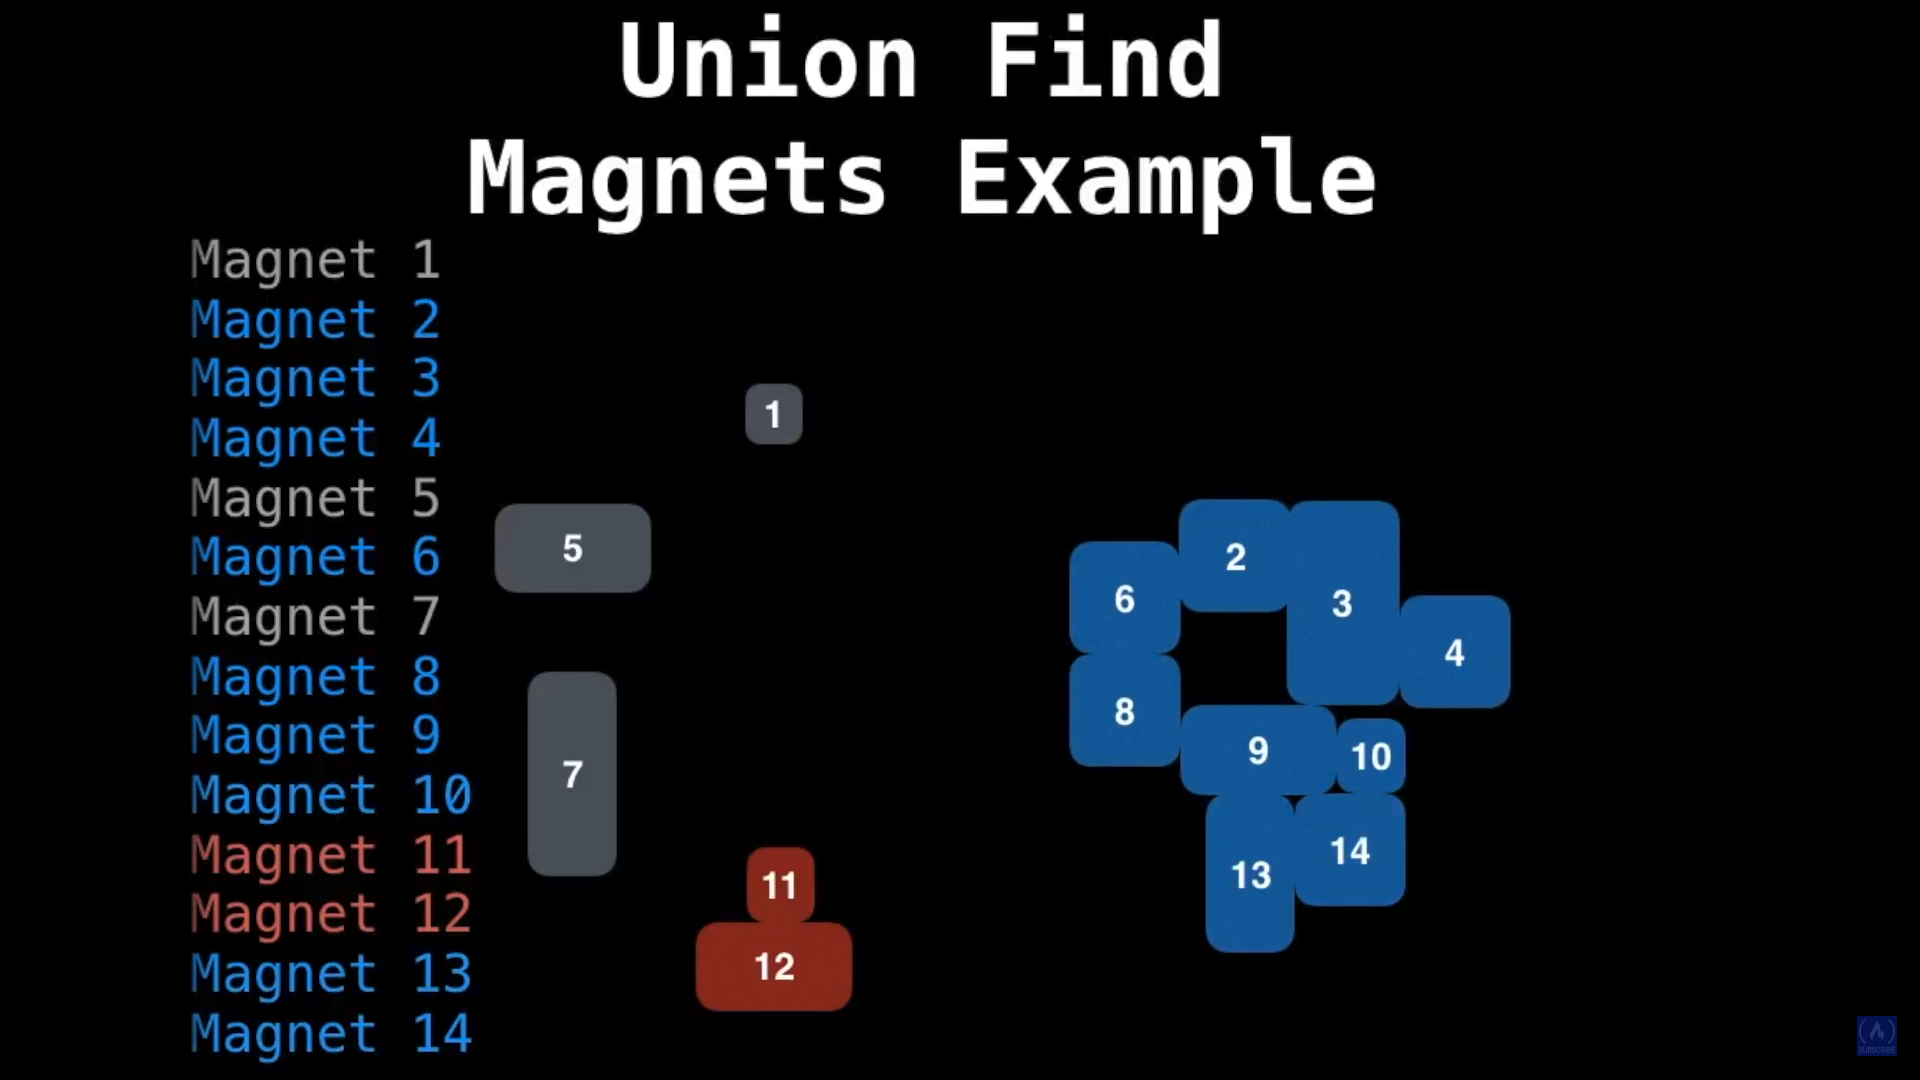 Union Find
Magnets Example
Magnet 1
Magnet 2
Magnet 3
Magnet 4
Magnet 5
Magnet 6
Magnet 7
Magnet 8
Magnet 9
Magnet 10
Magnet 11
Magnet 12
Magnet 13
Magnet 14
1
5
7
11
12
2
6
3
4
8
9
10
13
14
SUBSCRIBE